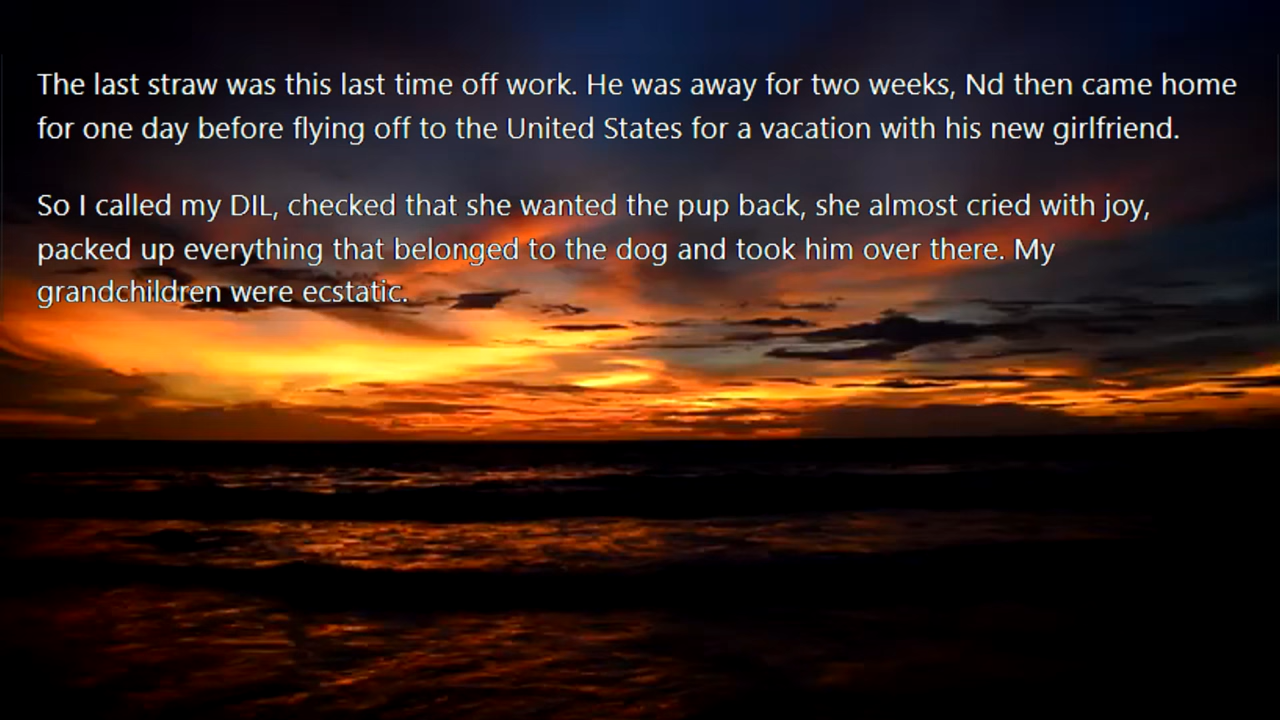 The last straw was this last time off work. He was away for two weeks, Nd then came home
for one day before flying off to the United States for a vacation with his new girlfriend.
So I called my DIL, checked that she wanted the pup back, she almost cried with joy,
packed up everything that belonged to the dog and took him over there. My
grandchildren were ecstatic.